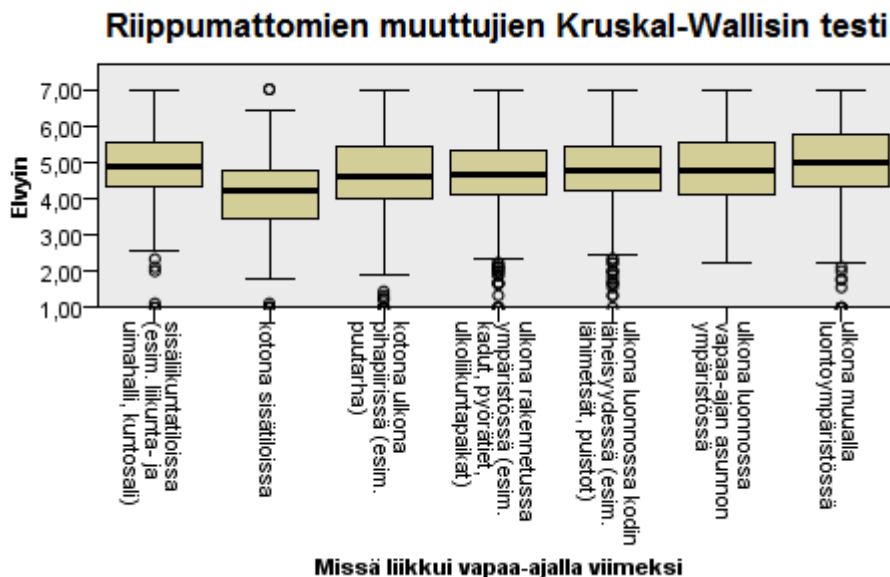 Riippumattomien muuttujien Kruskal-Wallisin testi
7,00
6,00
5,00
4,00
3,00
2,00
1,00
Elvyin
sisäliikuntatiloissa
(esim. liikunta- ja
uimahalli, kuntosali)
kotona sisätiloissa
kotona ulkona
pihapiirissä (esim.
puutarha)
ulkona rakennetussa
ympäristössä (esim.
kadut, pyörätiet,
ulkoliikuntapaikat)
ulkona luonnossa kodin
läheisyydessä (esim.
lähimetsät, puistot)
ulkona luonnossa
vapaa-ajan asunnon
ympäristössä
ulkona muualla
luontoympäristössä
Missä liikkui vapaa-ajalla viimeksi